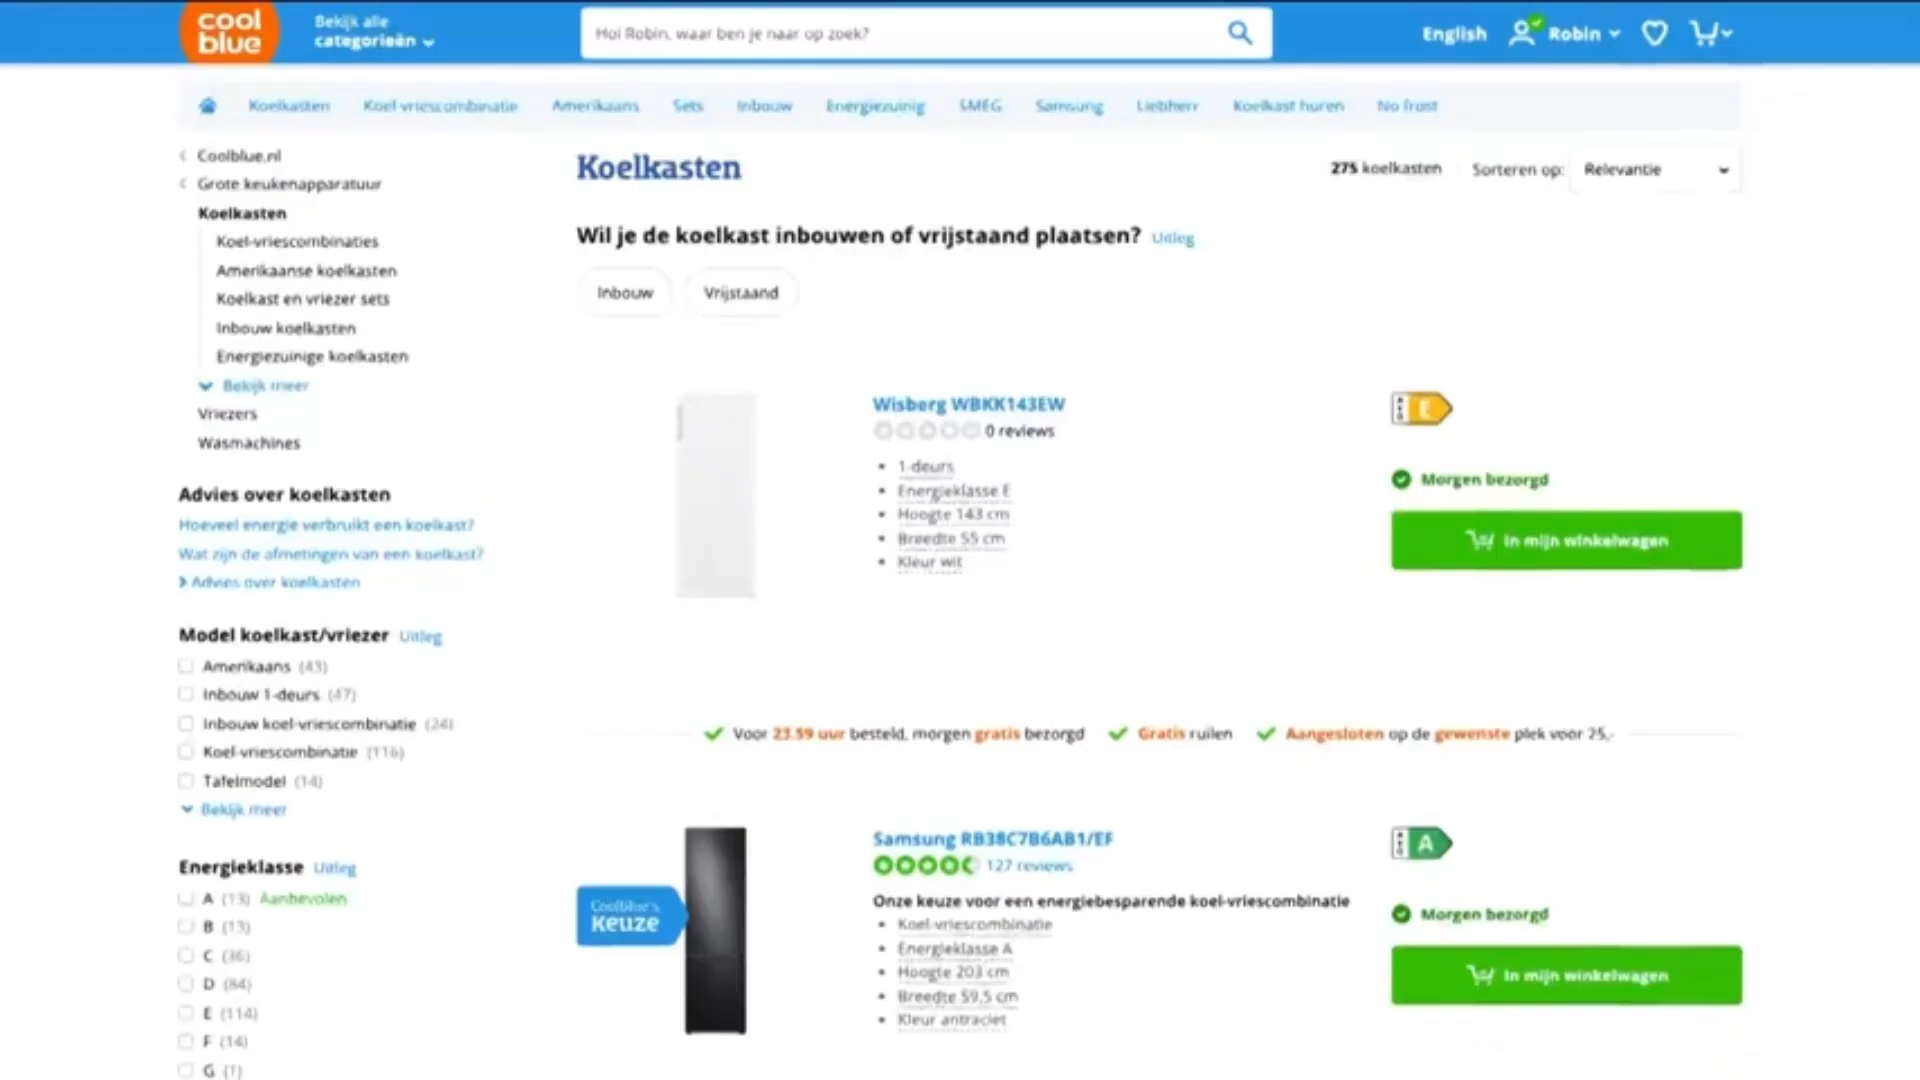 cool
blue
Bekijk alle
categorieën
Hoi Robin, waar ben je naar op zoek?
English
Robin
Koelkasten Koel-vriescombinatie Amerikaans Sets Inbouw Energiezuinig SMEG Samsung Liebherr Koelkast huren No frost
Coolblue.nl
Grote keukenapparatuur
Koelkasten
Koel-vriescombinaties
Amerikaanse koelkasten
Koelkast en vriezer sets
Inbouw koelkasten
Energiezuinige koelkasten
Bekijk meer
Vriezers
Wasmachines
Advies over koelkasten
Hoeveel energie verbruikt een koelkast?
Wat zijn de afmetingen van een koelkast?
Advies over koelkasten
Model koelkast/vriezer Uitleg
Amerikaans (43)
Inbouw 1-deurs (47)
Inbouw koel-vriescombinatie (24)
Koel-vriescombinatie (116)
Tafelmodel (14)
Bekijk meer
Energieklasse Uitleg
A (13) Aanbevolen
B (13)
C (36)
D (84)
E (114)
F (14)
G (1)
Koelkasten
275 koelkasten
Sorteren op: Relevantie
Wil je de koelkast inbouwen of vrijstaand plaatsen? Uitleg
Inbouw Vrijstaand
Wisberg WBKK143EW
0 reviews
1-deurs
Energieklasse E
Hoogte 143 cm
Breedte 55 cm
Kleur wit
E
Morgen bezorgd
In mijn winkelwagen
Voor 23.59 uur besteld, morgen gratis bezorgd Gratis ruilen Aangesloten op de gewenste plek voor 25,-
Coolblue's
Keuze
Samsung RB38C7B6AB1/EF
127 reviews
Onze keuze voor een energiebesparende koel-vriescombinatie
Koel-vriescombinatie
Energieklasse A
Hoogte 203 cm
Breedte 59,5 cm
Kleur antraciet
A
Morgen bezorgd
In mijn winkelwagen